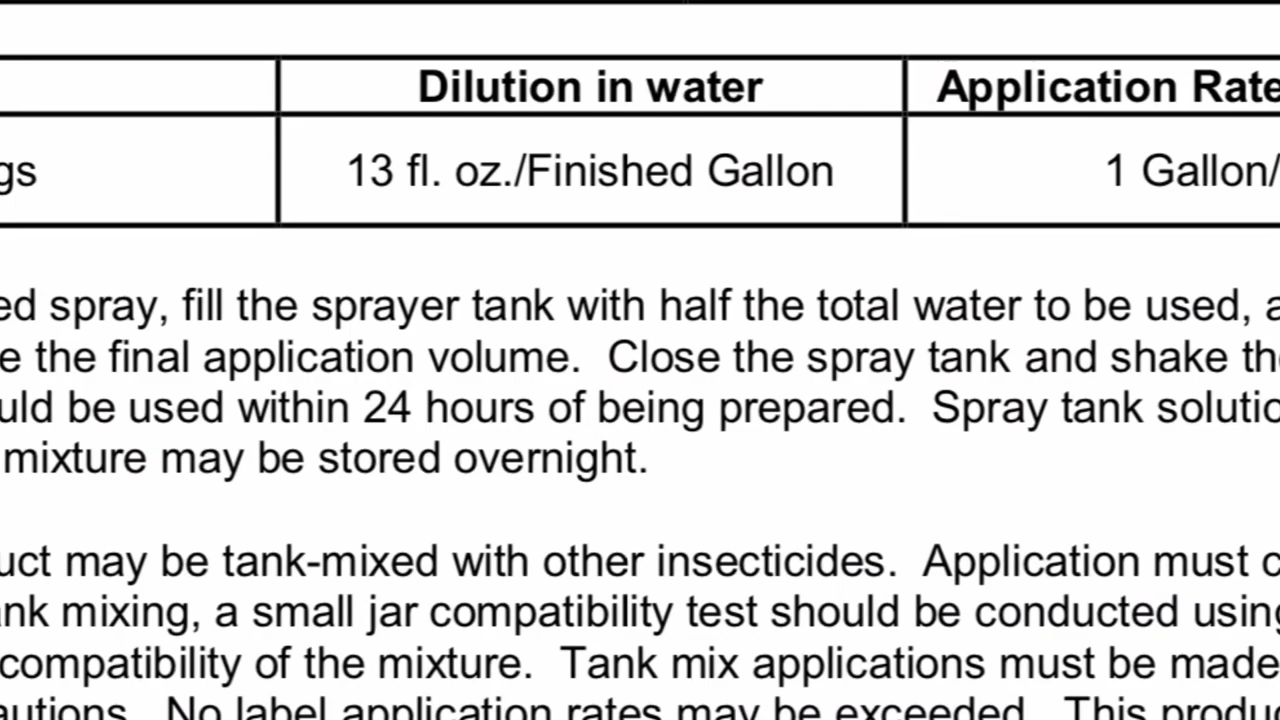 Dilution in water Application Rate
gs 13 fl. oz./Finished Gallon 1 Gallon/
ed spray, fill the sprayer tank with half the total water to be used, a
e the final application volume. Close the spray tank and shake the
uld be used within 24 hours of being prepared. Spray tank solutio
mixture may be stored overnight.
uct may be tank-mixed with other insecticides. Application must c
ank mixing, a small jar compatibility test should be conducted using
compatibility of the mixture. Tank mix applications must be made
autions. No label application rates may be exceeded. This produc